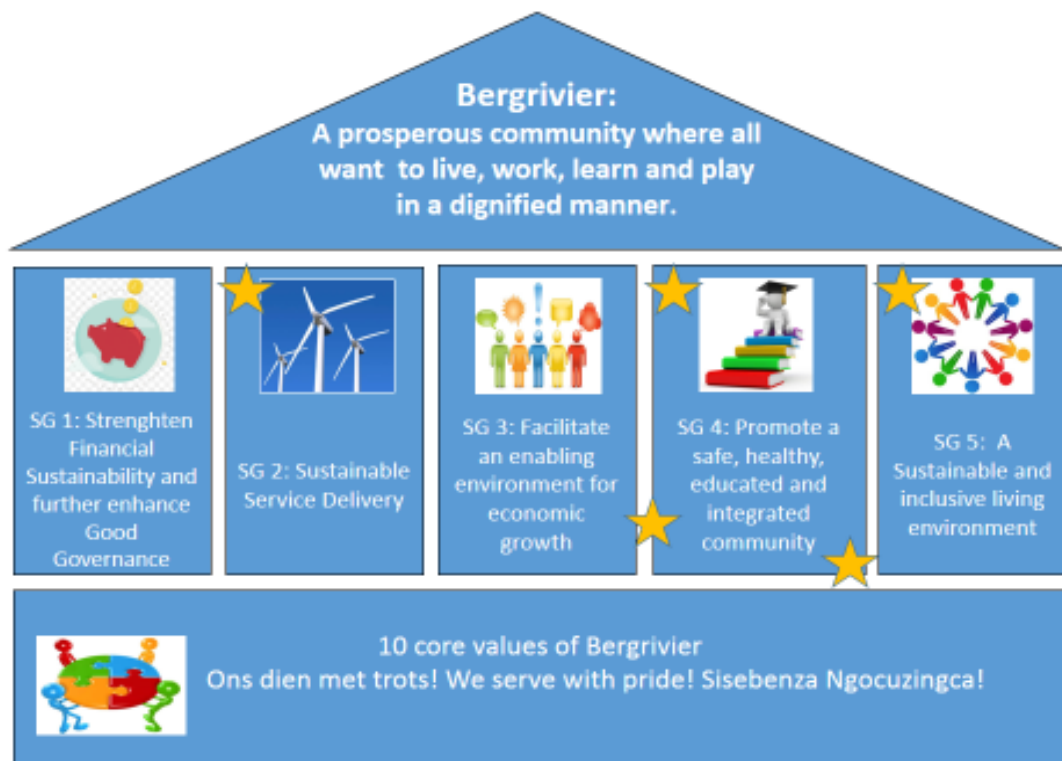 Bergrivier:
A prosperous community where all
want to live, work, learn and play
in a dignified manner.
SG 1: Strenghten
Financial
Sustainability and
further enhance
Good
Governance
SG 2: Sustainable
Service Delivery
SG 3: Facilitate
an enabling
environment for
economic
growth
SG 4: Promote a
safe, healthy,
educated and
integrated
community
SG 5: A
Sustainable and
inclusive living
environment
10 core values of Bergrivier
Ons dien met trots! We serve with pride! Sisebenza Ngocuzingca!